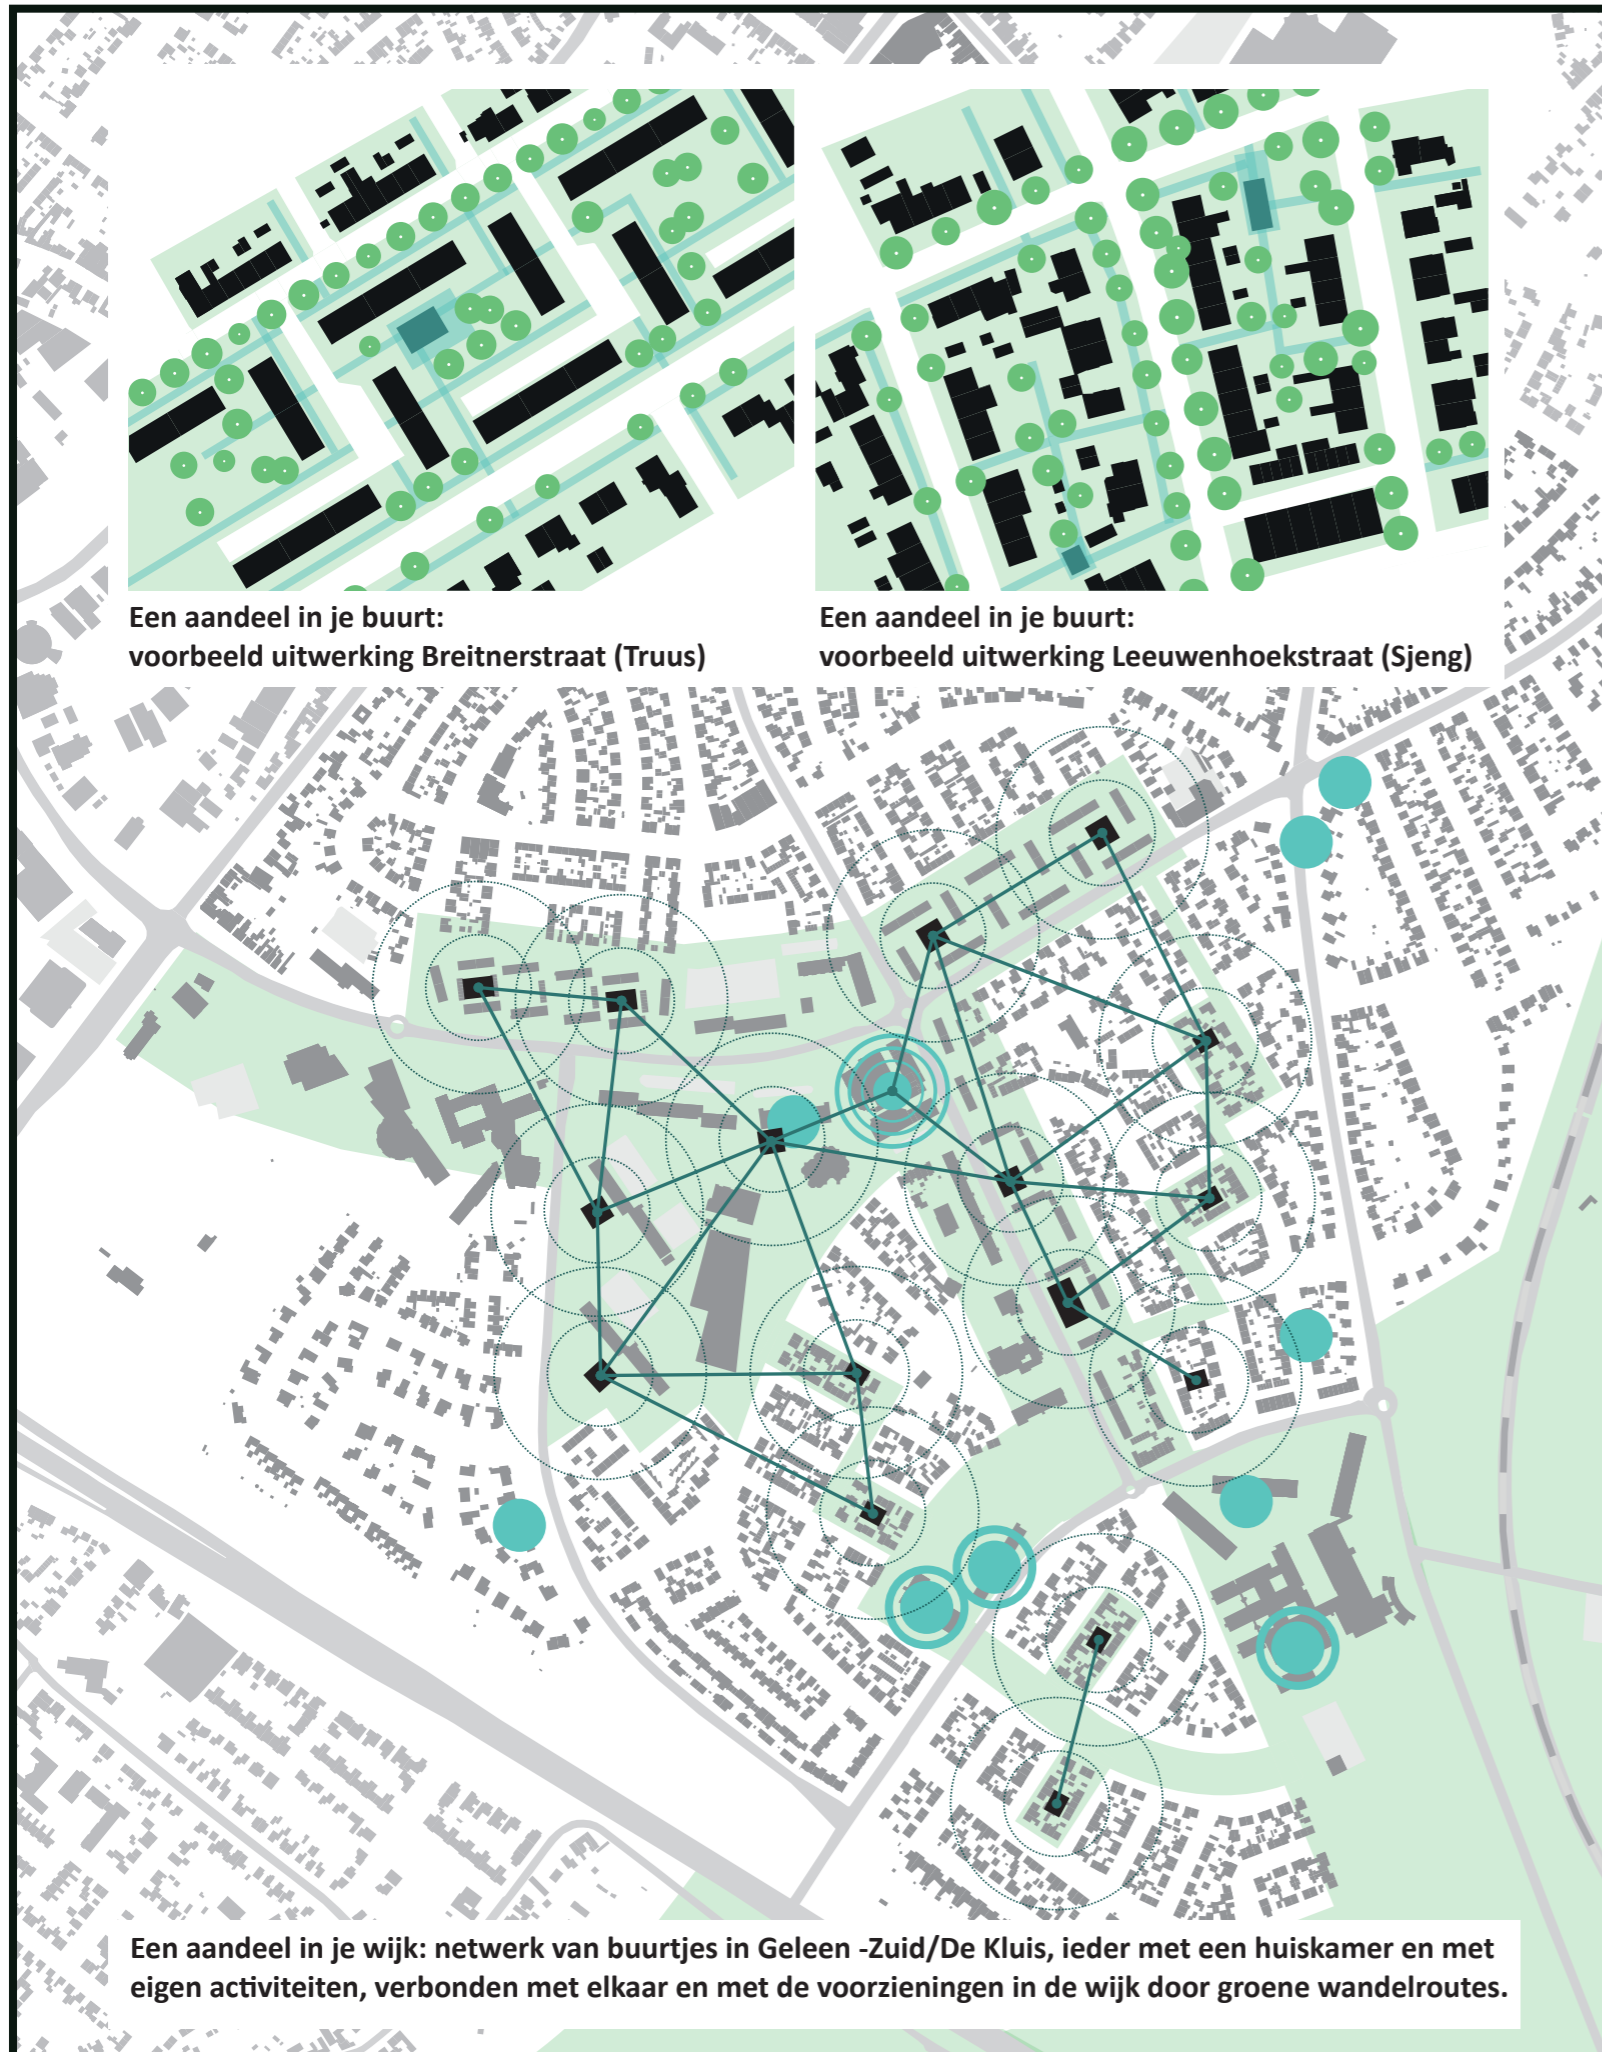 Een aandeel in je buurt:
voorbeeld uitwerking Breitnerstraat (Truus)
Een aandeel in je buurt:
voorbeeld uitwerking Leeuwenhoekstraat (Sjeng)
Een aandeel in je wijk: netwerk van buurtjes in Geleen -Zuid/De Kluis, ieder met een huiskamer en met
eigen activiteiten, verbonden met elkaar en met de voorzieningen in de wijk door groene wandelroutes.